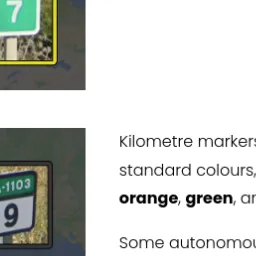 7
-1103
9
Kilometre markers
standard colours,
orange, green, an
Some autonomou